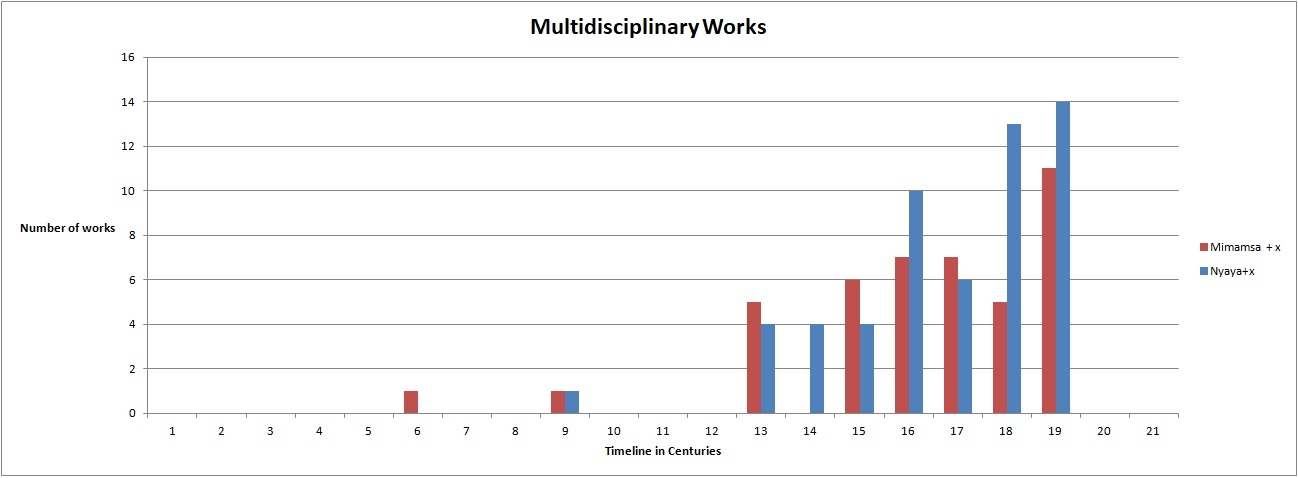 Multidisciplinary Works
16
14
12
10
8
6
4
2
0
Number of works
1 2 3 4 5 6 7 8 9 10 11 12 13 14 15 16 17 18 19 20 21
Timeline in Centuries
Mimamsa + x
Nyaya+x